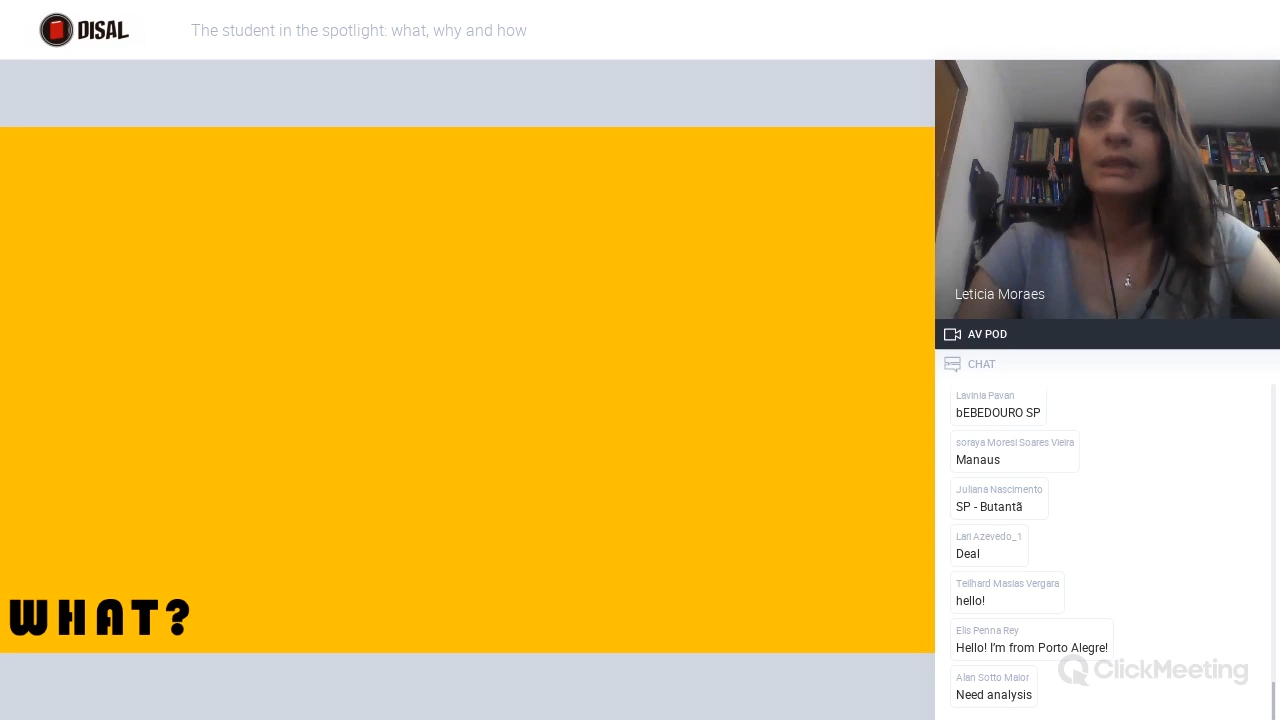 DISAL
The student in the spotlight: what, why and how
WHAT?
Leticia Moraes
AV POD
CHAT
Lavinia Pavan
bEBEDOURO SP
soraya Moresi Soares Vieira
Manaus
Juliana Nascimento
SP - Butantã
Lari Azevedo_1
Deal
Teilhard Masias Vergara
hello!
Elis Penna Rey
Hello! I'm from Porto Alegre!
Alan Sotto Maior
Need analysis
ClickMeeting